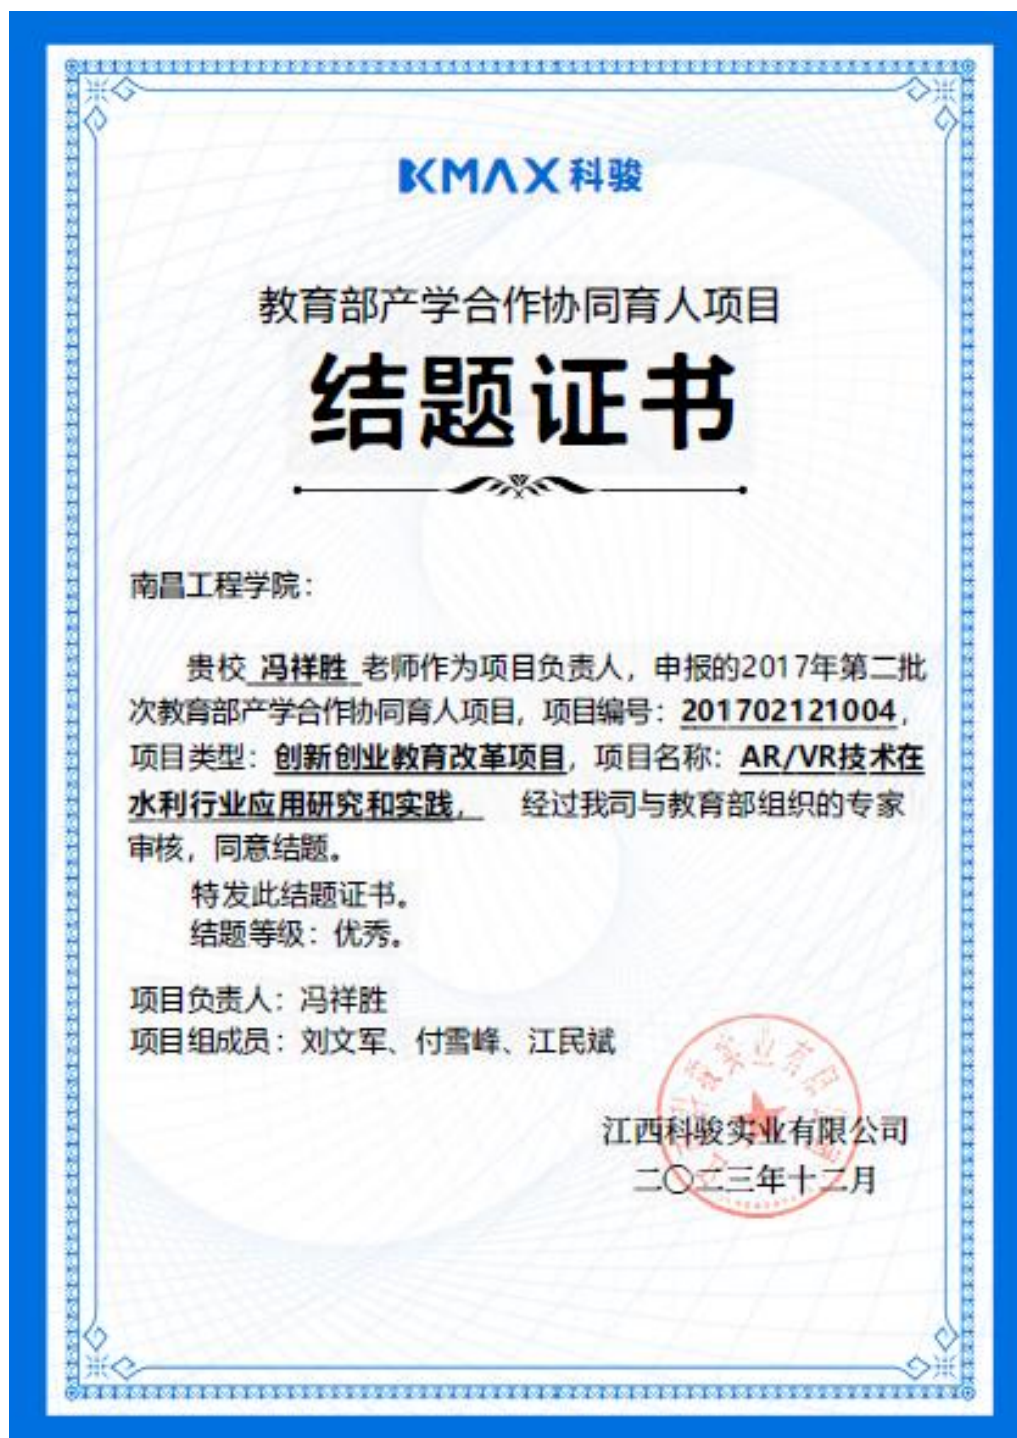 KMAX科骏
教育部产学合作协同育人项目
结题证书
南昌工程学院：
贵校 冯祥胜 老师作为项目负责人，申报的2017年第二批
次教育部产学合作协同育人项目，项目编号：201702121004，
项目类型：创新创业教育改革项目，项目名称：AR/VR技术在
水利行业应用研究和实践， 经过我司与教育部组织的专家
审核，同意结题。
特发此结题证书。
结题等级：优秀。
项目负责人：冯祥胜
项目组成员：刘文军、付雪峰、江民斌
江西科骏实业有限公司
二〇二三年十二月